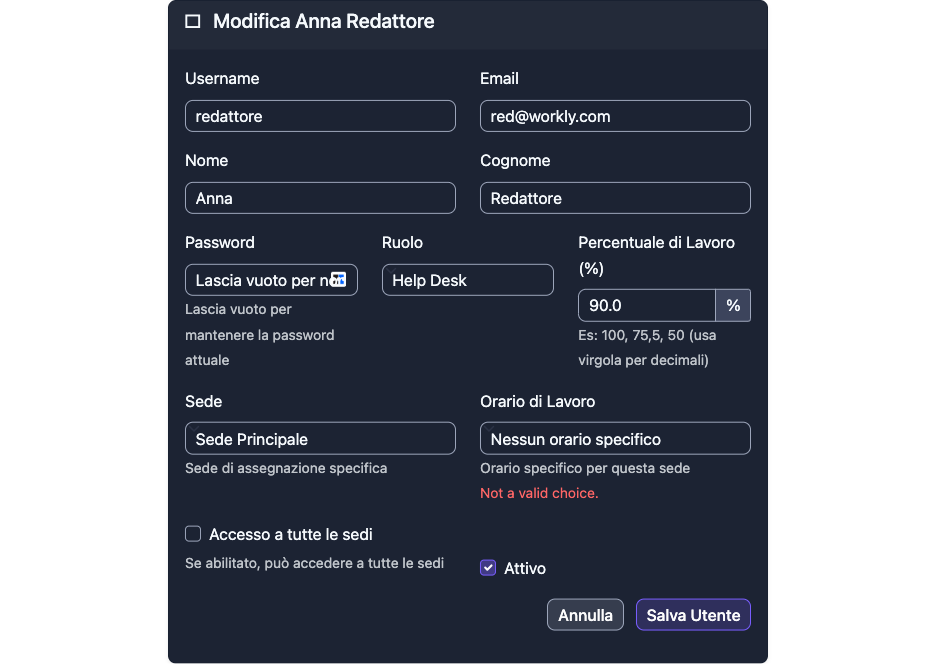 Modifica Anna Redattore
Username
Email
redattore
red@workly.com
Nome
Cognome
Anna
Redattore
Password
Ruolo
Percentuale di Lavoro
(%)
Lascia vuoto per
Help Desk
90.0
%
Lascia vuoto per
mantenere la password
attuale
Es: 100, 75,5, 50 (usa
virgola per decimali)
Sede
Orario di Lavoro
Sede Principale
Nessun orario specifico
Sede di assegnazione specifica
Orario specifico per questa sede
Not a valid choice.
Accesso a tutte le sedi
Se abilitato, può accedere a tutte le sedi
Attivo
Annulla
Salva Utente